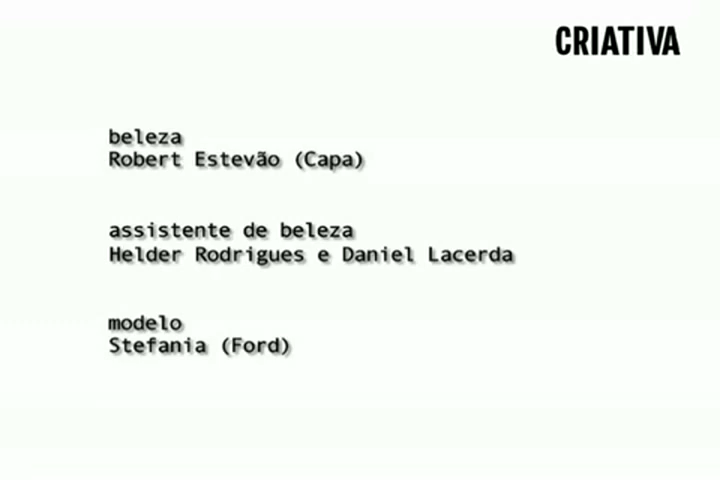 CRIATIVA
beleza
Robert Estevão (Capa)
assistente de beleza
Helder Rodrigues e Daniel Lacerda
modelo
Stefania (Ford)